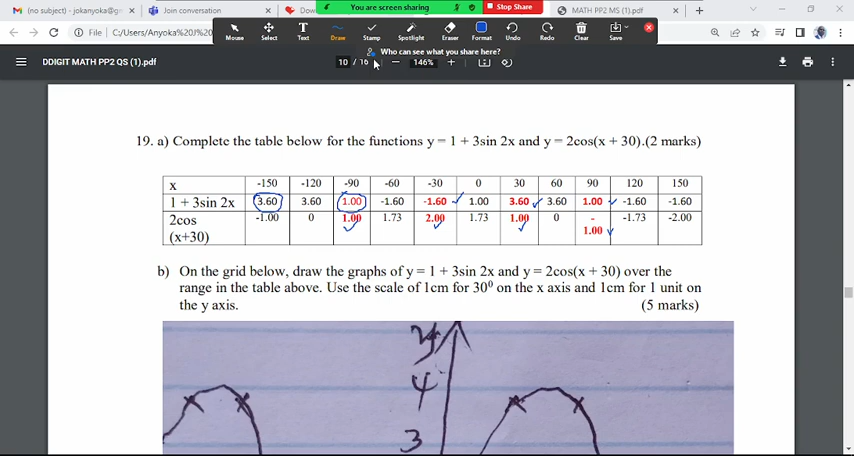 (no subject) - jokanyoka@gm
Join conversation
Dow
You are screen sharing
Stop Share
MATH PP2 MS (1).pdf
File
C:/Users/Anyoka%20J%20
Mouse
Select
Text
Draw
Stamp
Spotlight
Eraser
Format
Undo
Redo
Clear
Save
Who can see what you share here?
DDIGIT MATH PP2 QS (1).pdf
10 / 16
146%
19. a) Complete the table below for the functions y = 1 + 3sin 2x and y = 2cos(x + 30).(2 marks)
x -150 -120 -90 -60 -30 0 30 60 90 120 150
1 + 3sin 2x 3.60 3.60 1.00 -1.60 -1.60 1.00 3.60 3.60 1.00 -1.60 -1.60
2cos -1.00 0 1.00 1.73 2.00 1.73 1.00 0 - -1.73 -2.00
(x+30) 1.00
b) On the grid below, draw the graphs of y = 1 + 3sin 2x and y = 2cos(x + 30) over the
range in the table above. Use the scale of 1cm for 30⁰ on the x axis and 1cm for 1 unit on
the y axis. (5 marks)
y
4
3